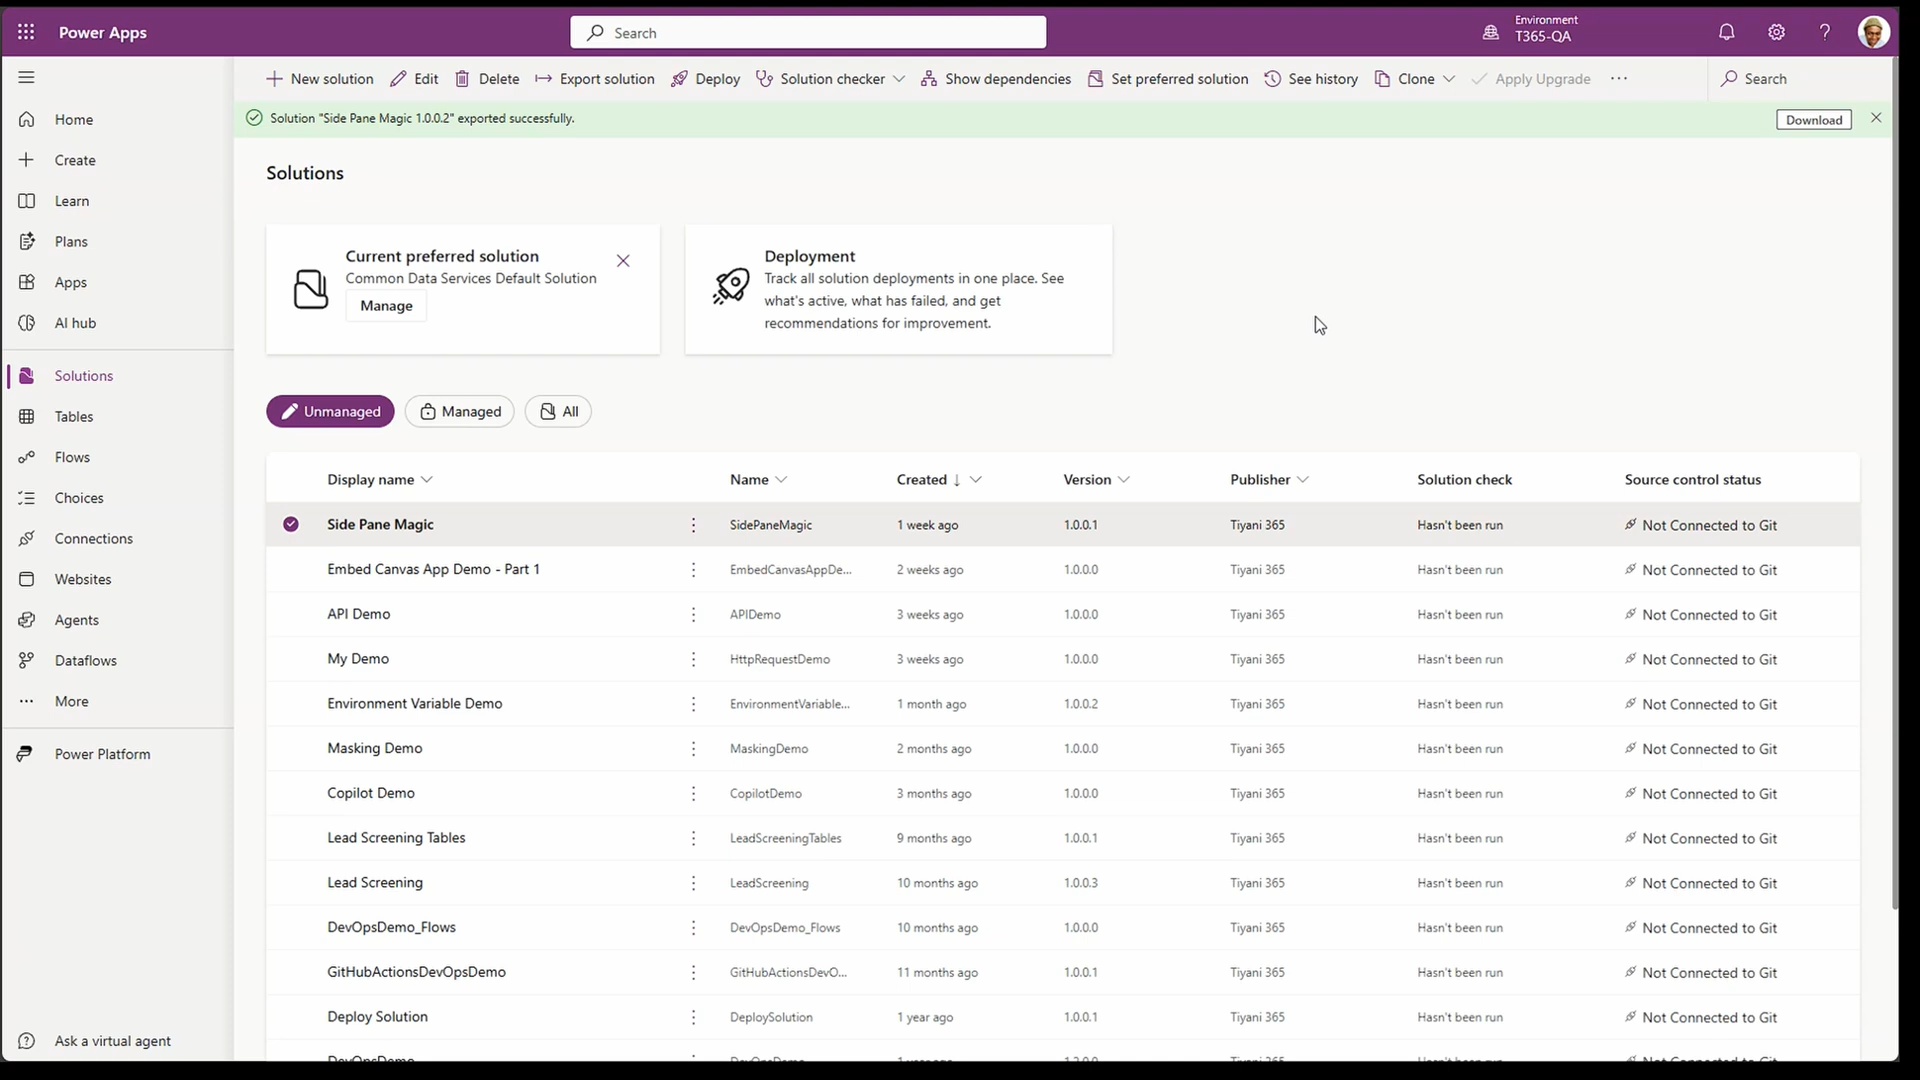 Power Apps
Search
Environment
T365-QA
New solution
Edit
Delete
Export solution
Deploy
Solution checker
Show dependencies
Set preferred solution
See history
Clone
Apply Upgrade
Search
Solution "Side Pane Magic 1.0.0.2" exported successfully.
Download
Home
Create
Learn
Plans
Apps
AI hub
Solutions
Tables
Flows
Choices
Connections
Websites
Agents
Dataflows
More
Power Platform
Ask a virtual agent
Solutions
Current preferred solution
Common Data Services Default Solution
Manage
Deployment
Track all solution deployments in one place. See
what's active, what has failed, and get
recommendations for improvement.
Unmanaged
Managed
All
Display name Name Created Version Publisher Solution check Source control status
Side Pane Magic SidePaneMagic 1 week ago 1.0.0.1 Tiyani 365 Hasn't been run Not Connected to Git
Embed Canvas App Demo - Part 1 EmbedCanvasAppDe... 2 weeks ago 1.0.0.0 Tiyani 365 Hasn't been run Not Connected to Git
API Demo APIDemo 3 weeks ago 1.0.0.0 Tiyani 365 Hasn't been run Not Connected to Git
My Demo HttpRequestDemo 3 weeks ago 1.0.0.0 Tiyani 365 Hasn't been run Not Connected to Git
Environment Variable Demo EnvironmentVariable... 1 month ago 1.0.0.2 Tiyani 365 Hasn't been run Not Connected to Git
Masking Demo MaskingDemo 2 months ago 1.0.0.0 Tiyani 365 Hasn't been run Not Connected to Git
Copilot Demo CopilotDemo 3 months ago 1.0.0.0 Tiyani 365 Hasn't been run Not Connected to Git
Lead Screening Tables LeadScreeningTables 9 months ago 1.0.0.1 Tiyani 365 Hasn't been run Not Connected to Git
Lead Screening LeadScreening 10 months ago 1.0.0.3 Tiyani 365 Hasn't been run Not Connected to Git
DevOpsDemo_Flows DevOpsDemo_Flows 10 months ago 1.0.0.0 Tiyani 365 Hasn't been run Not Connected to Git
GitHubActionsDevOpsDemo GitHubActionsDevO... 11 months ago 1.0.0.1 Tiyani 365 Hasn't been run Not Connected to Git
Deploy Solution DeploySolution 1 year ago 1.0.0.1 Tiyani 365 Hasn't been run Not Connected to Git